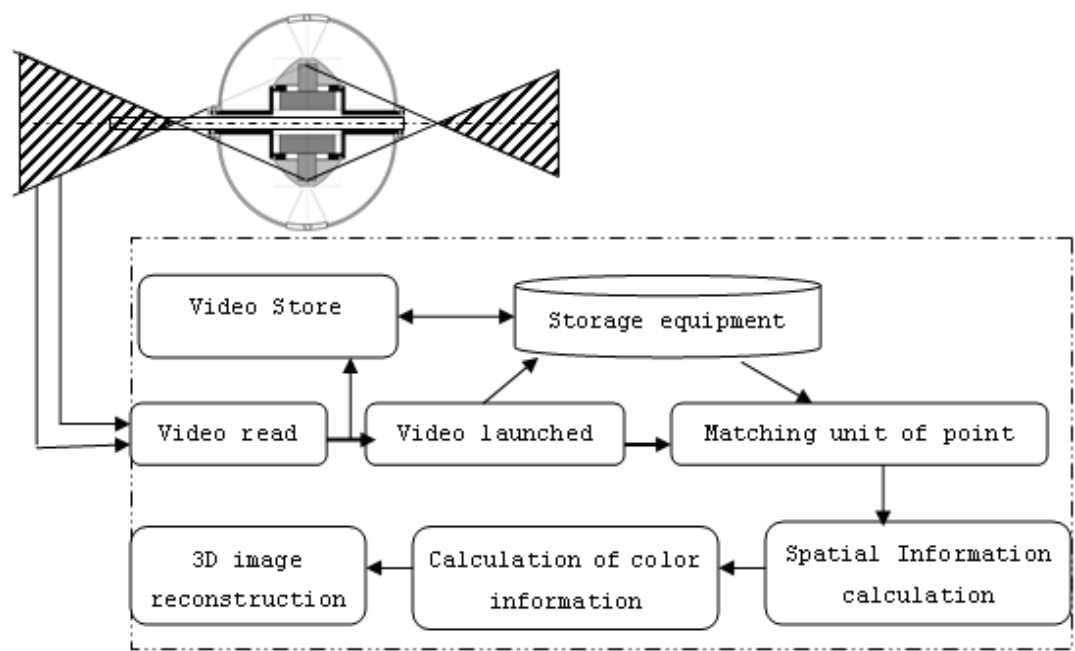 Video Store
Storage equipment
Video read
Video launched
Matching unit of point
3D image
reconstruction
Calculation of color
information
Spatial Information
calculation